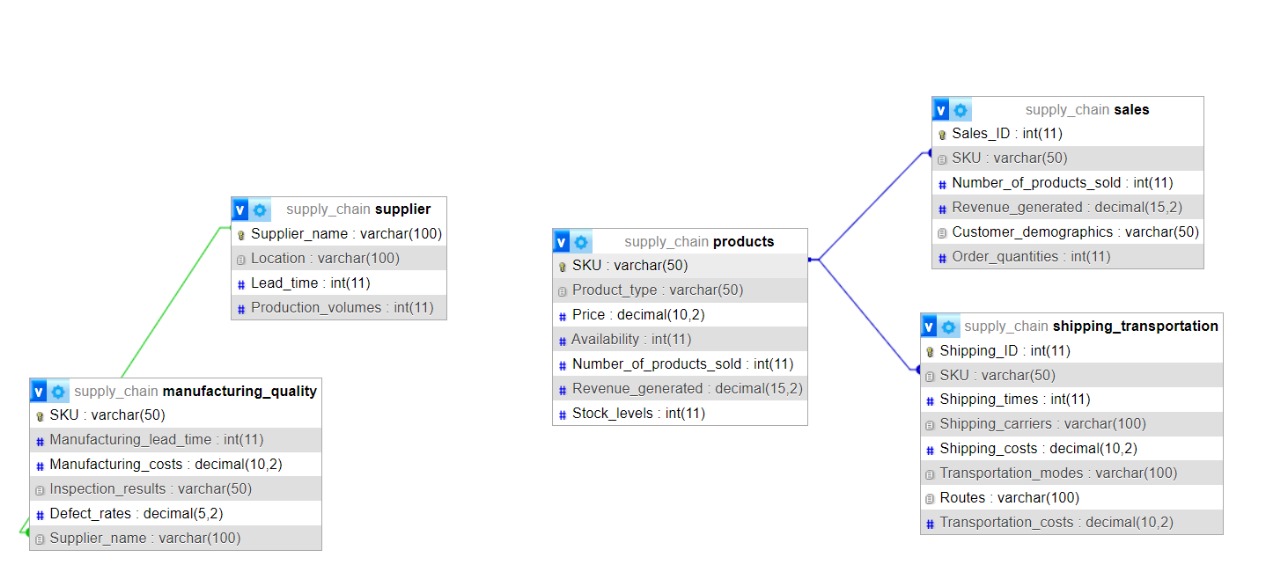 supply_chain supplier
Supplier_name : varchar(100)
Location : varchar(100)
# Lead_time : int(11)
# Production_volumes : int(11)
supply_chain manufacturing_quality
SKU : varchar(50)
# Manufacturing_lead_time : int(11)
# Manufacturing_costs : decimal(10,2)
Inspection_results : varchar(50)
# Defect_rates : decimal(5,2)
Supplier_name : varchar(100)
v supply_chain products
SKU : varchar(50)
Product_type : varchar(50)
# Price : decimal(10,2)
# Availability : int(11)
# Number_of_products_sold : int(11)
# Revenue_generated : decimal(15,2)
# Stock_levels : int(11)
v supply_chain sales
Sales_ID : int(11)
SKU : varchar(50)
# Number_of_products_sold : int(11)
# Revenue_generated : decimal(15,2)
Customer_demographics : varchar(50)
# Order_quantities : int(11)
v supply_chain shipping_transportation
Shipping_ID : int(11)
SKU : varchar(50)
# Shipping_times : int(11)
Shipping_carriers : varchar(100)
# Shipping_costs : decimal(10,2)
Transportation_modes : varchar(100)
Routes : varchar(100)
# Transportation_costs : decimal(10,2)